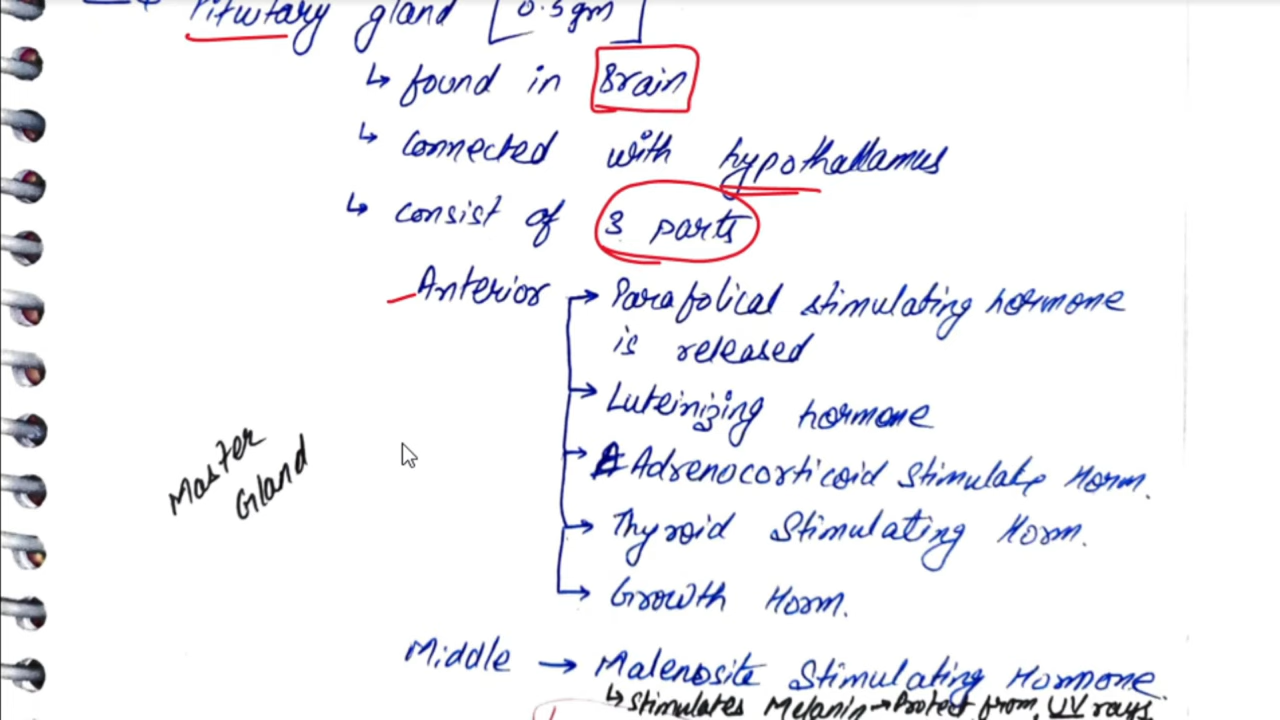 Pituitary gland [0.5gm]
↳ found in Brain
↳ connected with hypothallamus
↳ consist of 3 parts
Anterior → Parafolical stimulating hormone
is released
→ Luteinizing hormone
→ Adrenocorticoid Stimulate Horm.
→ Thyroid Stimulating Horm.
→ Growth Horm.
Master
Gland
Middle → Malenosite Stimulating Hormone
↳ Stimulates Melanin → Protect from UV rays